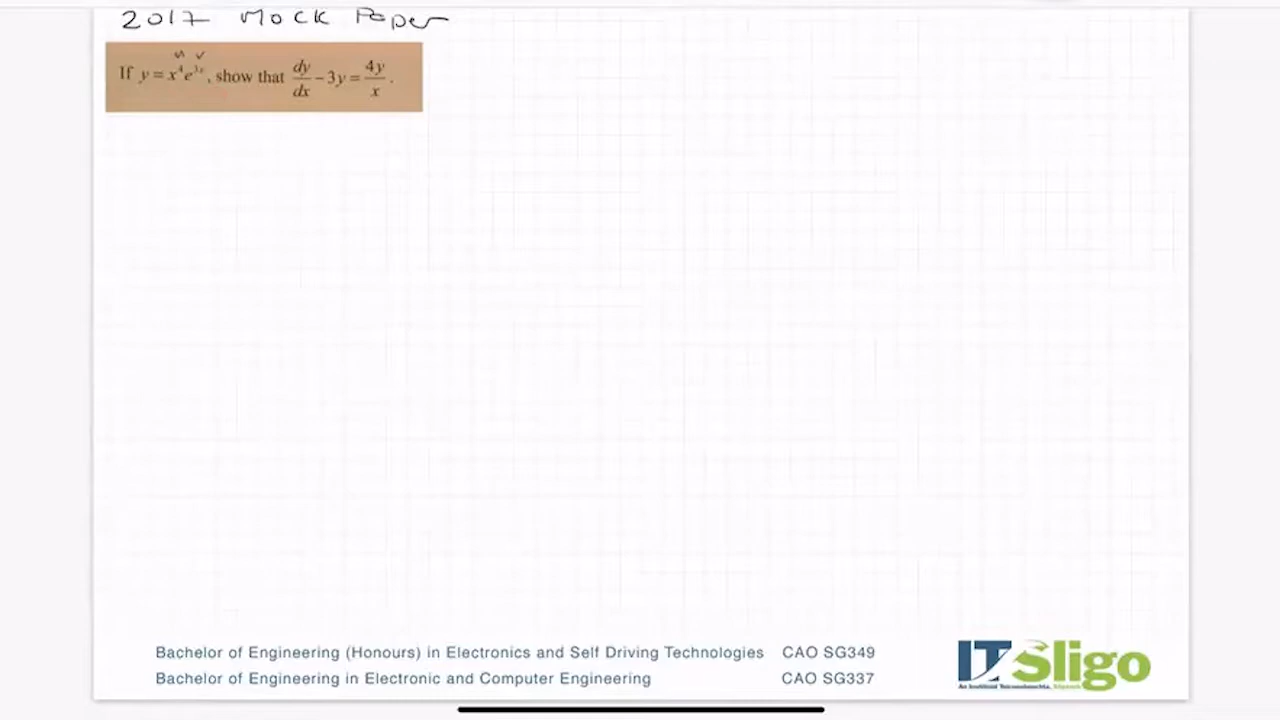 2017 Mock Paper
u v
If y = x⁴e³ˣ, show that dy/dx − 3y = 4y/x.
Bachelor of Engineering (Honours) in Electronics and Self Driving Technologies CAO SG349
Bachelor of Engineering in Electronic and Computer Engineering CAO SG337
IT Sligo